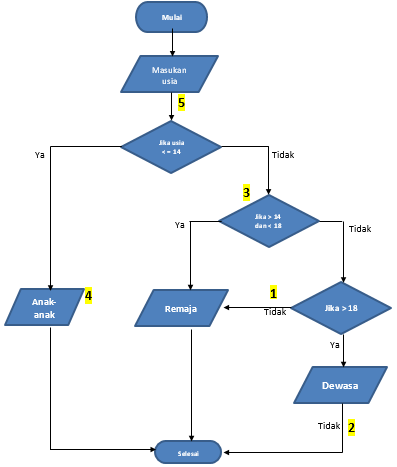 Mulai
Masukan
usia
5
Jika usia
< = 14
Ya
Tidak
3
Jika > 14
dan < 18
Ya
Tidak
Anak-
anak
4
Remaja
1
Tidak
Jika > 18
Ya
Dewasa
Tidak
2
Selesai